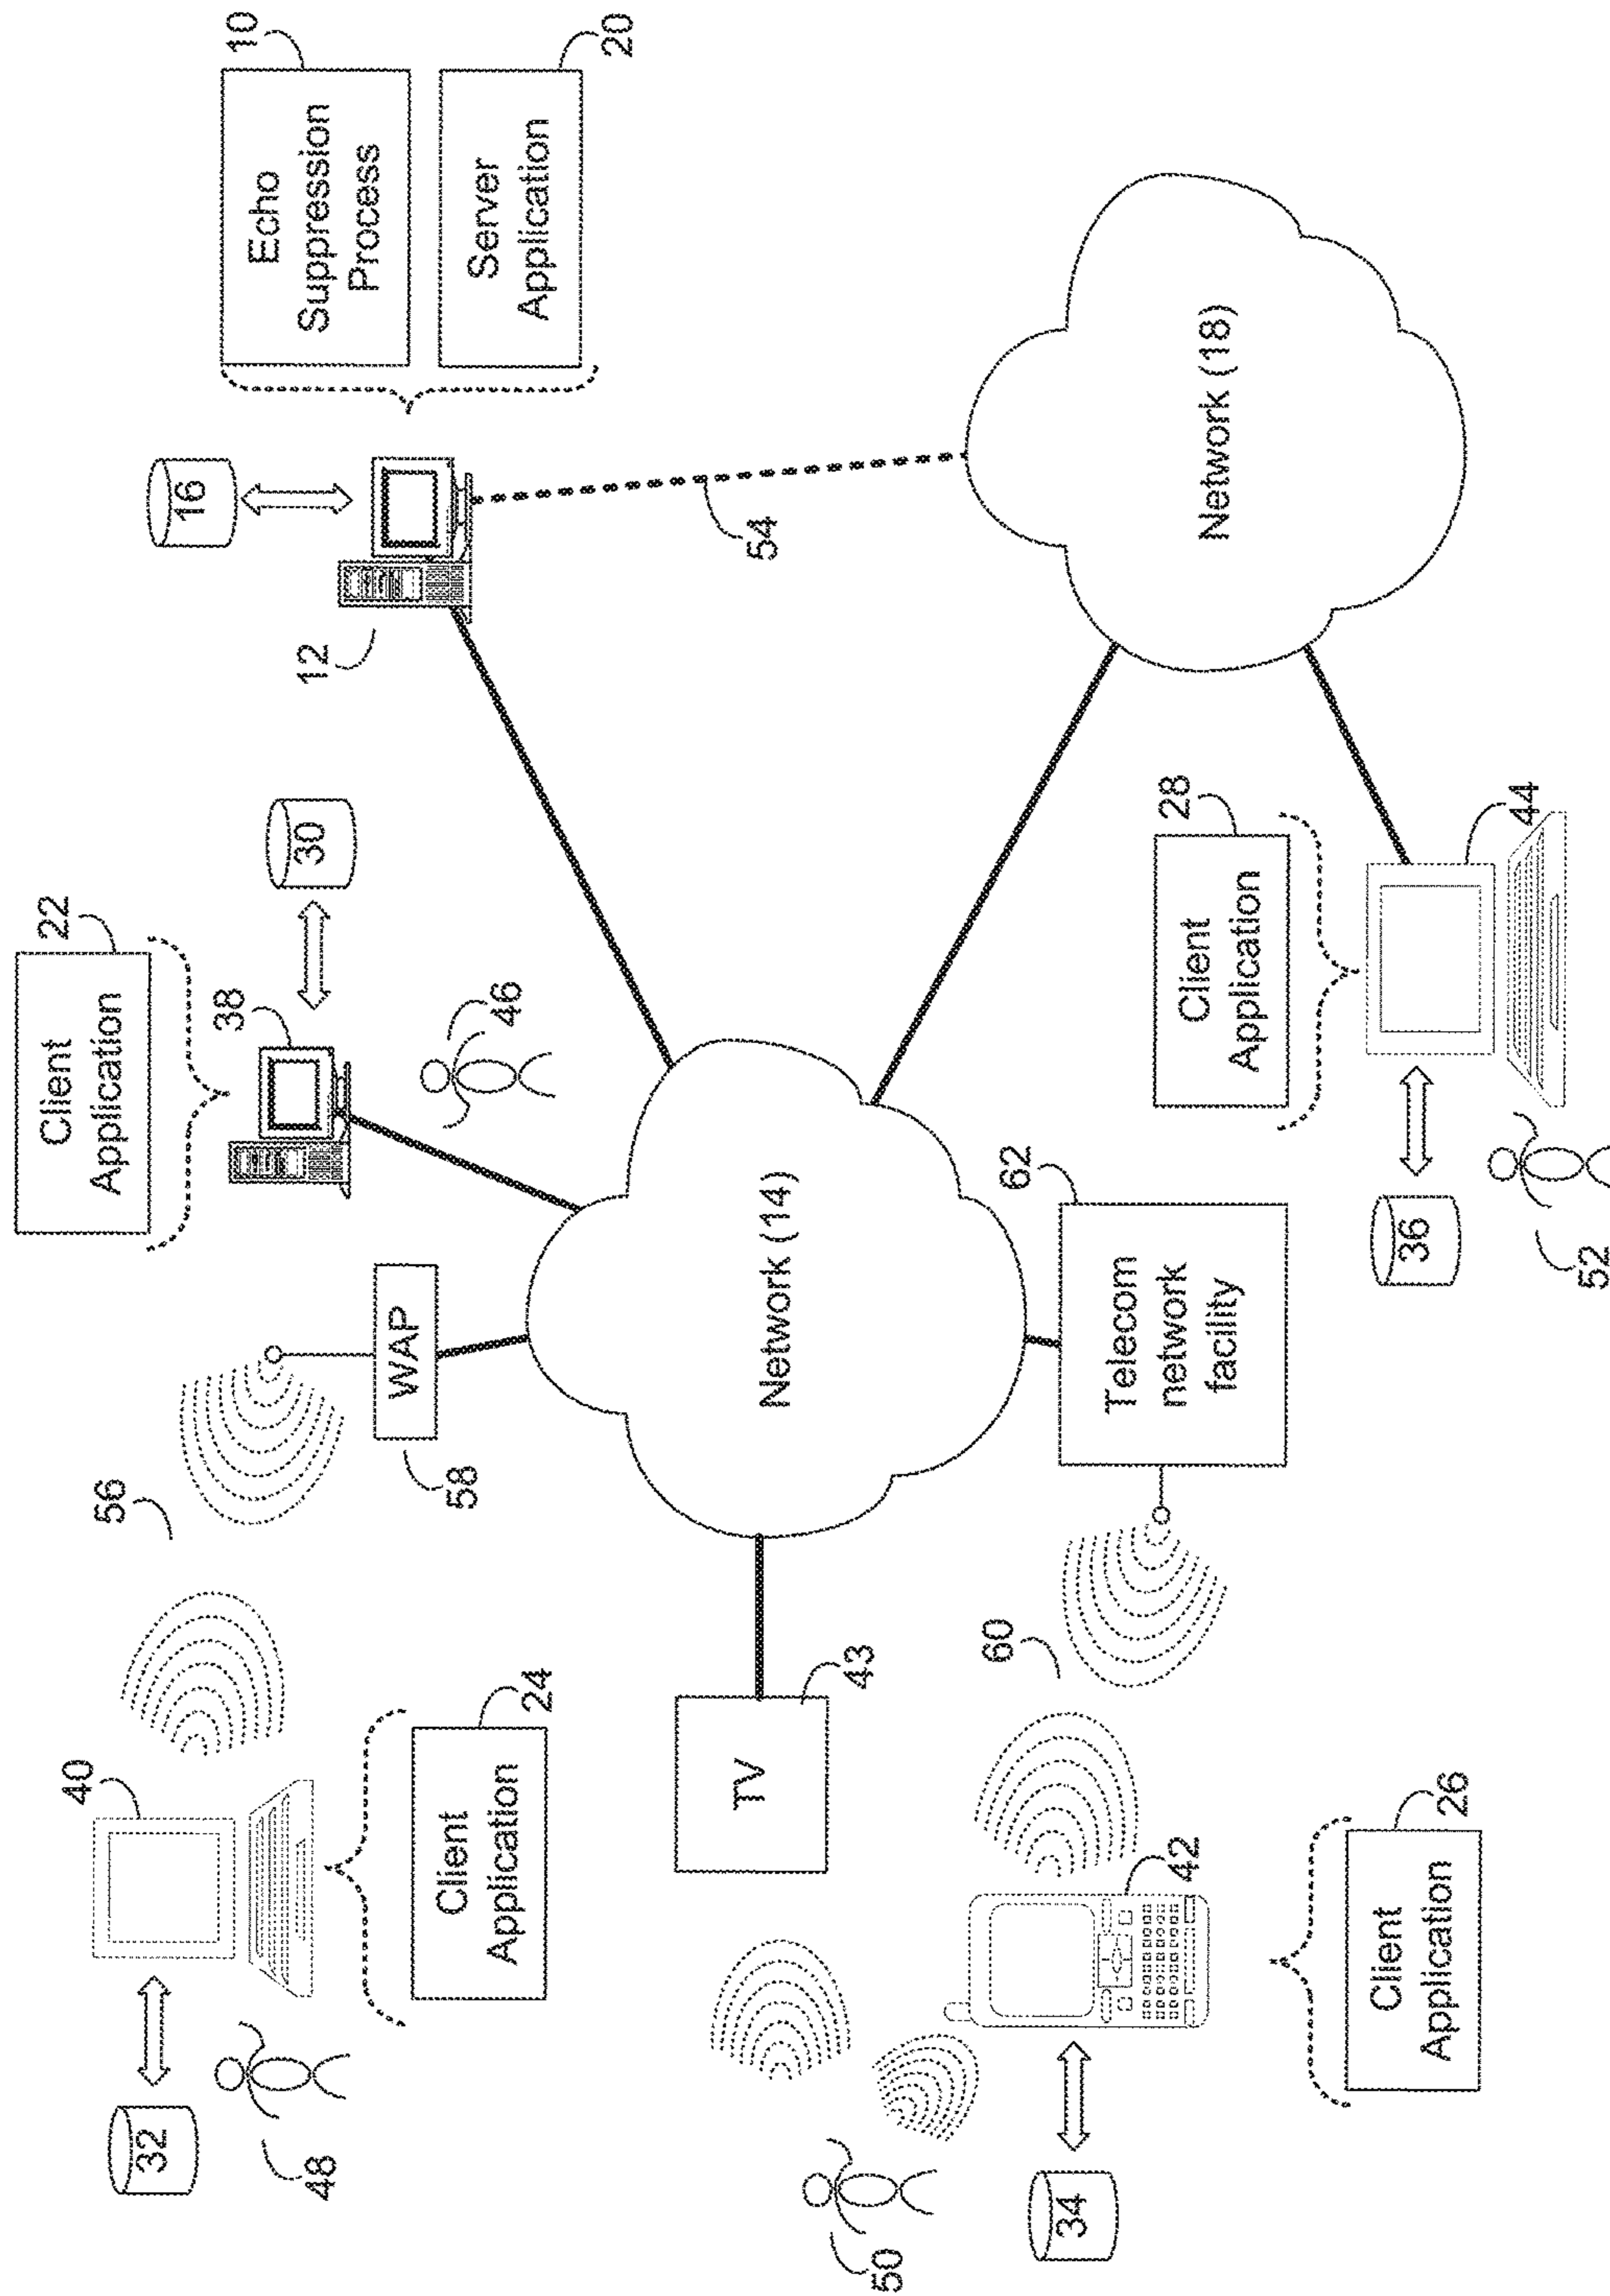 32
48
40
24
Client
Application
56
58
WAP
22
Client
Application
38
30
46
16
12
10
Echo
Suppression
Process
20
Server
Application
TV
43
Network (14)
54
50
34
42
60
26
Client
Application
62
Telecom
network
facility
28
Client
Application
36
52
44
Network (18)